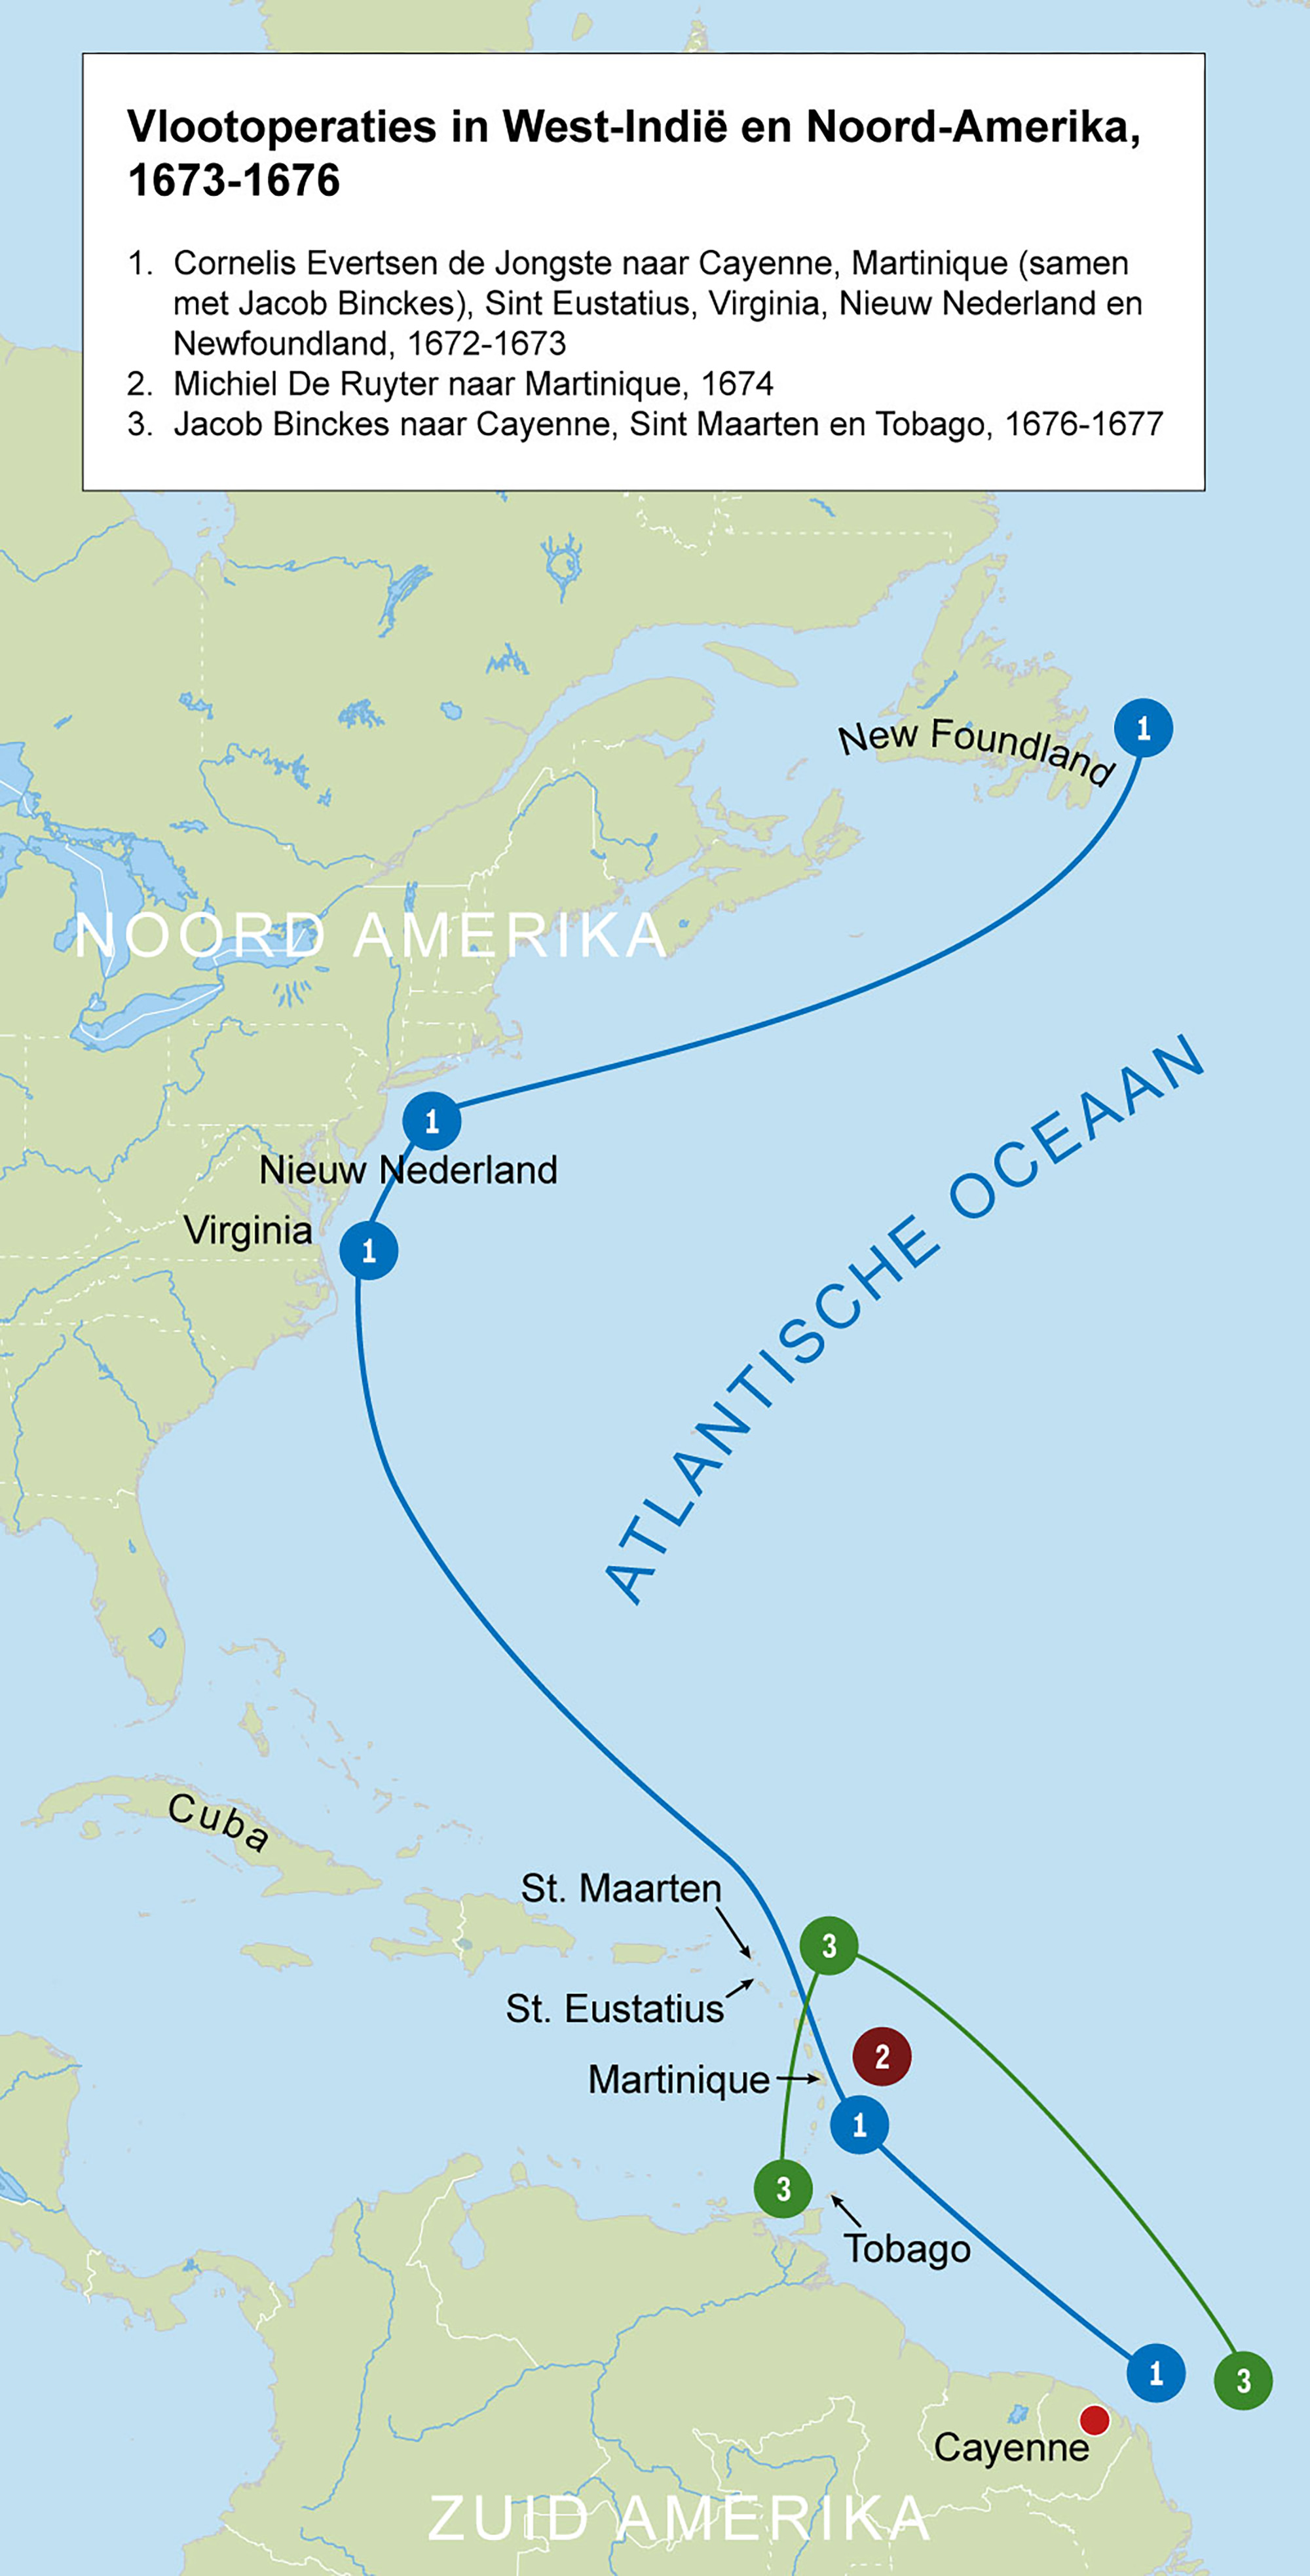 Vlootoperaties in West-Indië en Noord-Amerika,
1673-1676
1. Cornelis Evertsen de Jongste naar Cayenne, Martinique (samen
met Jacob Binckes), Sint Eustatius, Virginia, Nieuw Nederland en
Newfoundland, 1672-1673
2. Michiel De Ruyter naar Martinique, 1674
3. Jacob Binckes naar Cayenne, Sint Maarten en Tobago, 1676-1677
1
New Foundland
NOORD AMERIKA
ATLANTISCHE OCEAAN
1
Nieuw Nederland
Virginia
1
Cuba
St. Maarten
3
St. Eustatius
2
Martinique
1
3
Tobago
1
3
Cayenne
ZUID AMERIKA